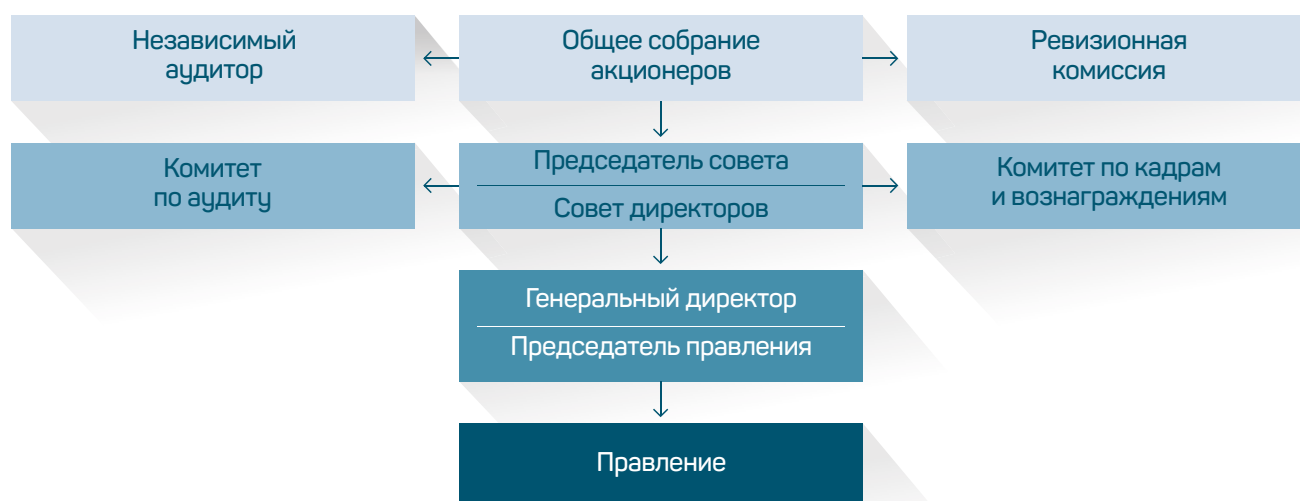 Независимый
аудитор
Общее собрание
акционеров
Ревизионная
комиссия
Комитет
по аудиту
Председатель совета
Совет директоров
Комитет по кадрам
и вознаграждениям
Генеральный директор
Председатель правления
Правление